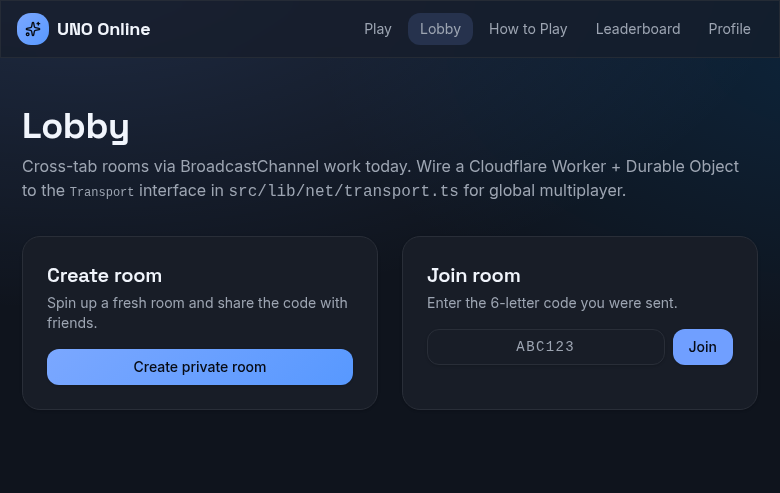 UNO Online
Play
Lobby
How to Play
Leaderboard
Profile
Lobby
Cross-tab rooms via BroadcastChannel work today. Wire a Cloudflare Worker + Durable Object
to the Transport interface in src/lib/net/transport.ts for global multiplayer.
Create room
Spin up a fresh room and share the code with
friends.
Create private room
Join room
Enter the 6-letter code you were sent.
ABC123
Join